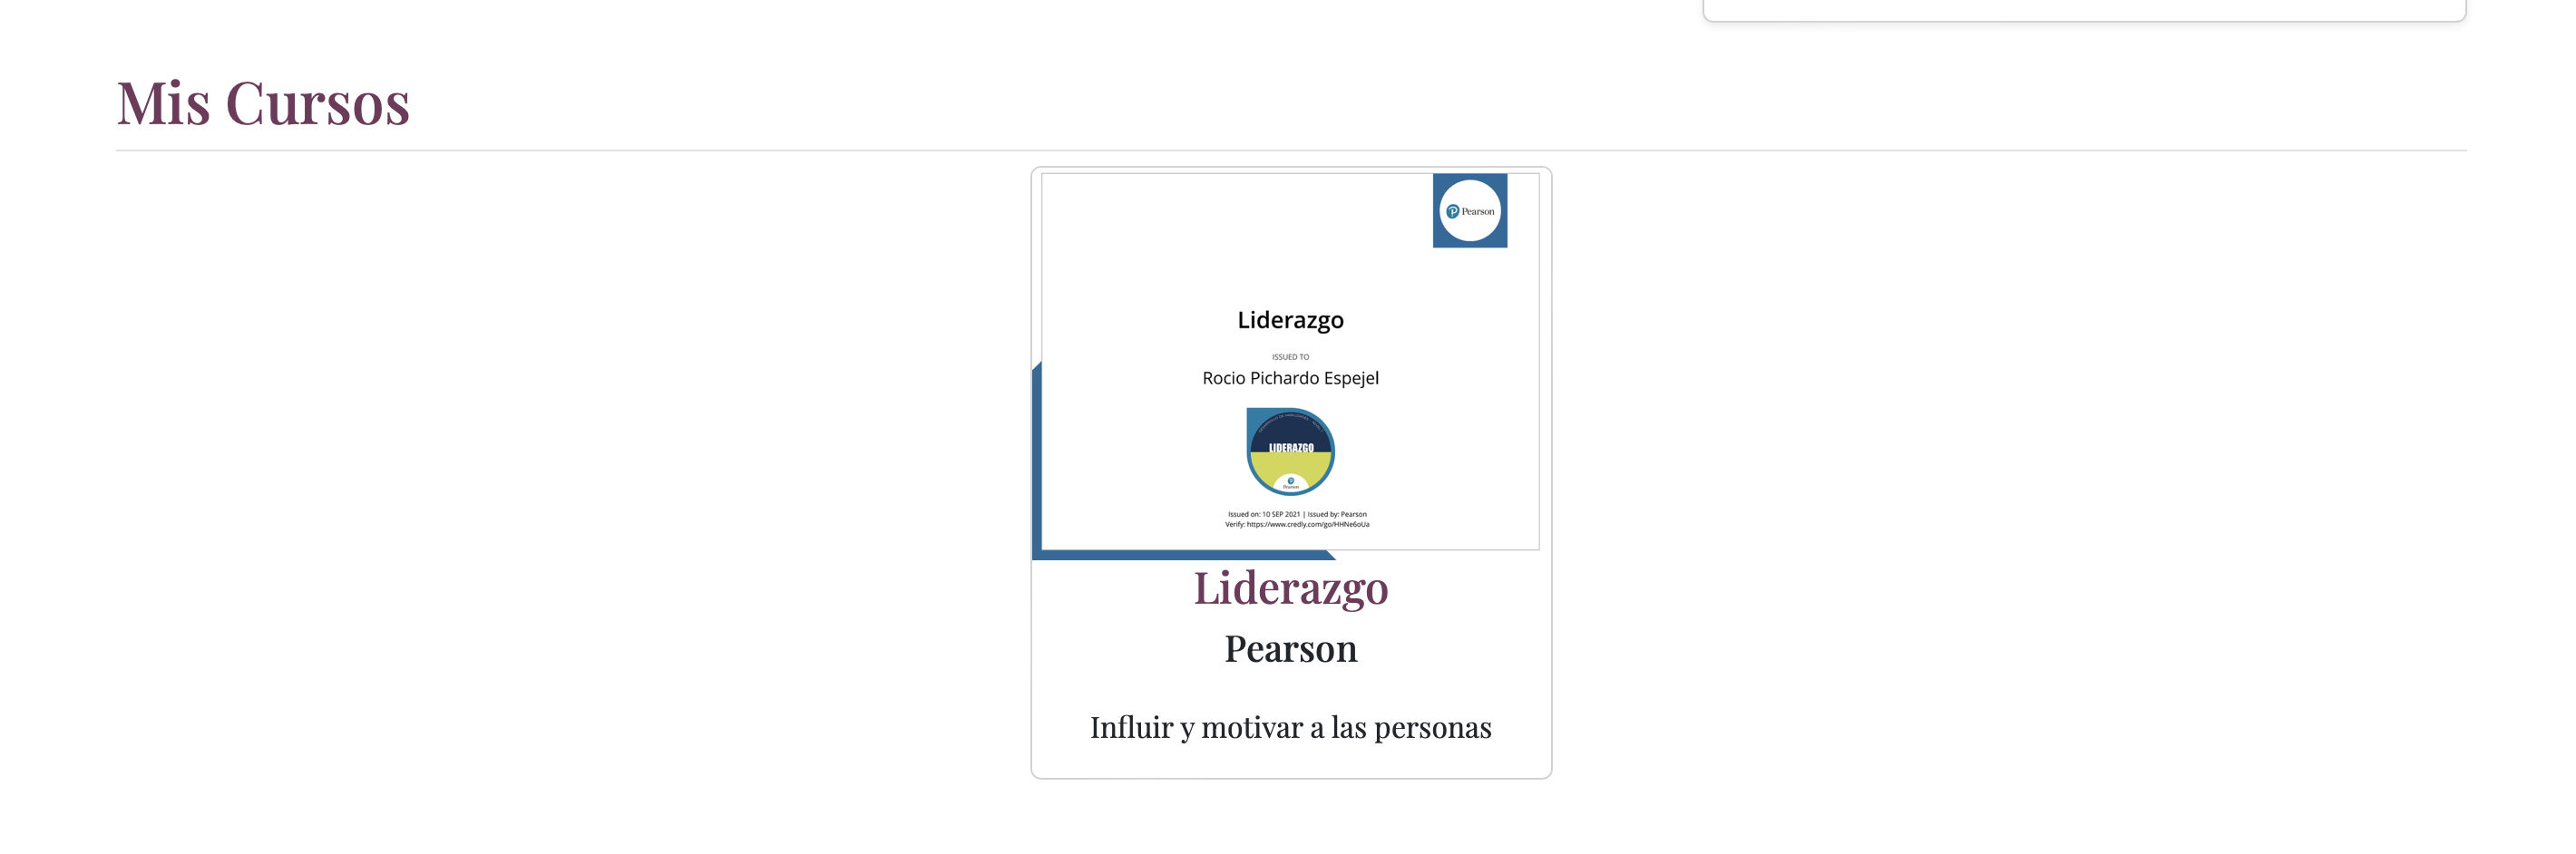 Mis Cursos
Pearson
Liderazgo
ISSUED TO
Rocio Pichardo Espejel
LIDERAZGO
Pearson
Issued on: 10 SEP 2021 | Issued by: Pearson
Verify: https://www.credly.com/go/HHNe6oUa
Liderazgo
Pearson
Influir y motivar a las personas